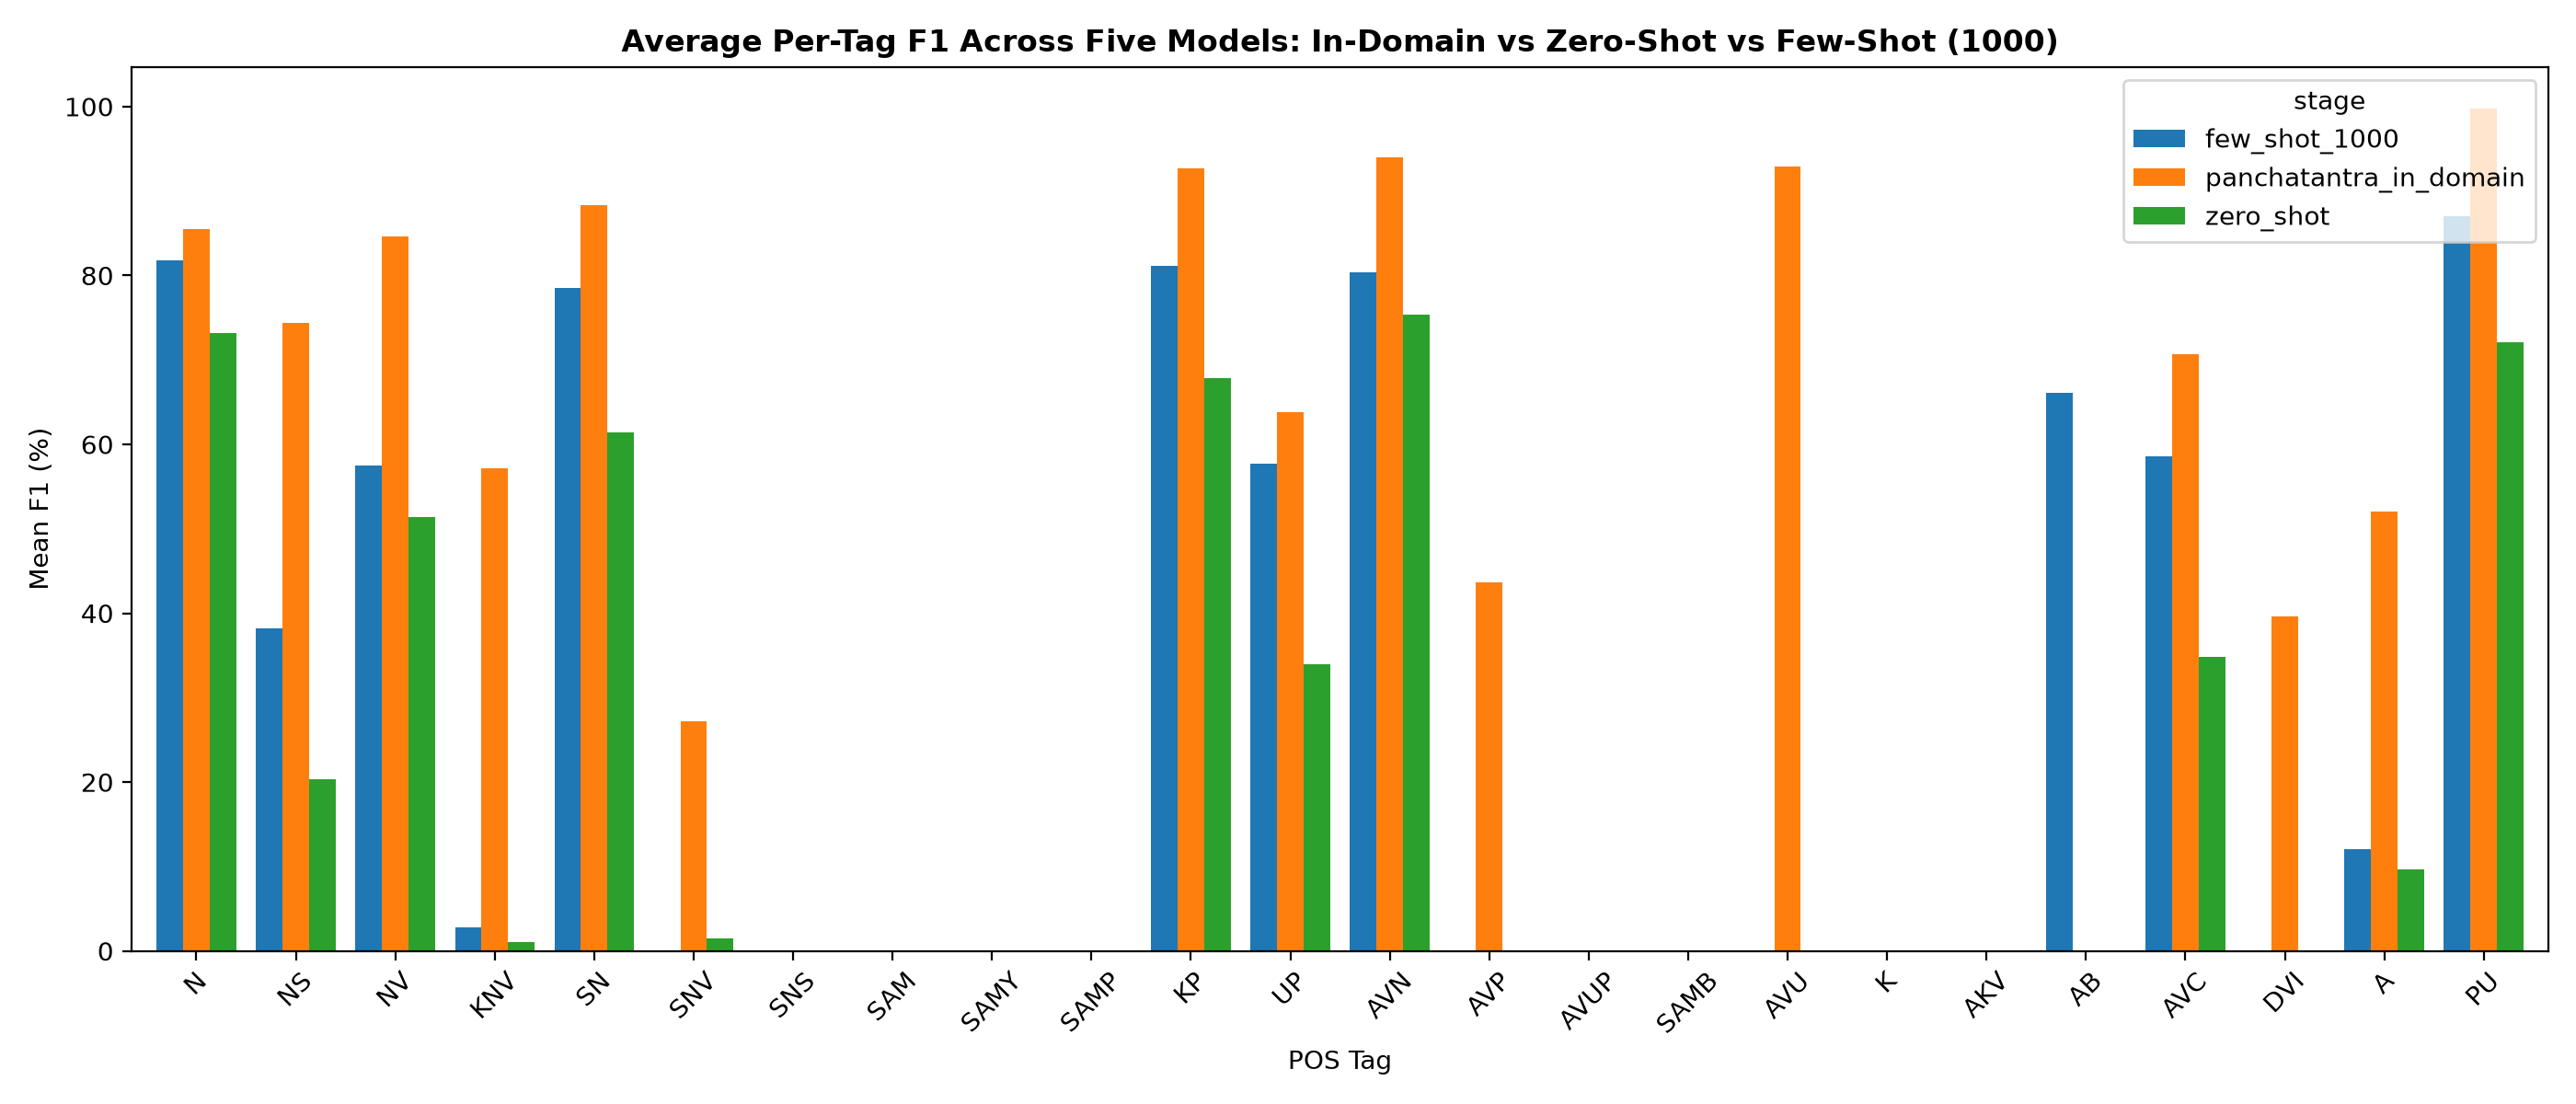 Average Per-Tag F1 Across Five Models: In-Domain vs Zero-Shot vs Few-Shot (1000)
stage
few_shot_1000
panchatantra_in_domain
zero_shot
Mean F1 (%)
100
80
60
40
20
0
N NS NV KNV SN SNV SNS SAM SAMY SAMP KP UP AVN AVP AVUP SAMB AVU K AKV AB AVC DVI A PU
POS Tag